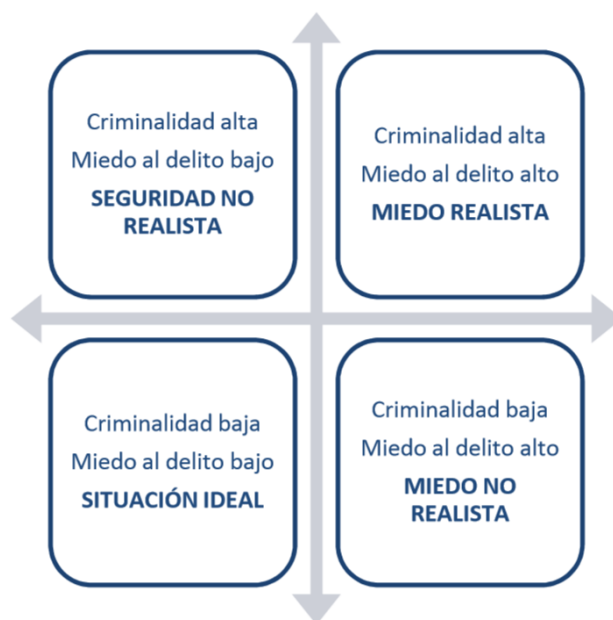 Criminalidad alta
Miedo al delito bajo
SEGURIDAD NO
REALISTA
Criminalidad alta
Miedo al delito alto
MIEDO REALISTA
Criminalidad baja
Miedo al delito bajo
SITUACIÓN IDEAL
Criminalidad baja
Miedo al delito alto
MIEDO NO
REALISTA